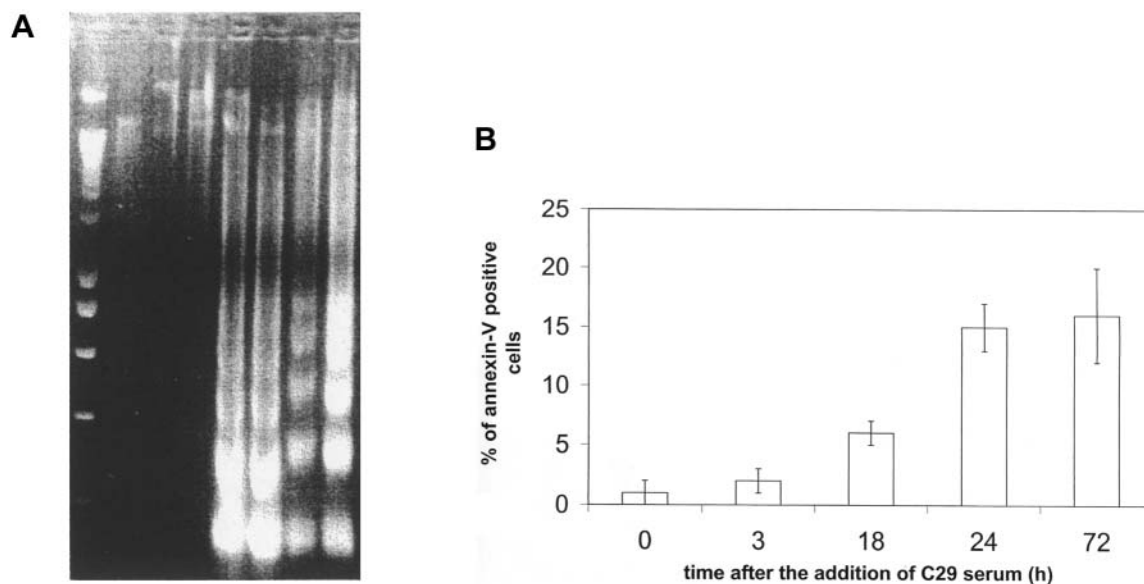 A
B
% of annexin-V positive
cells
25
20
15
10
5
0
0 3 18 24 72
time after the addition of C29 serum (h)